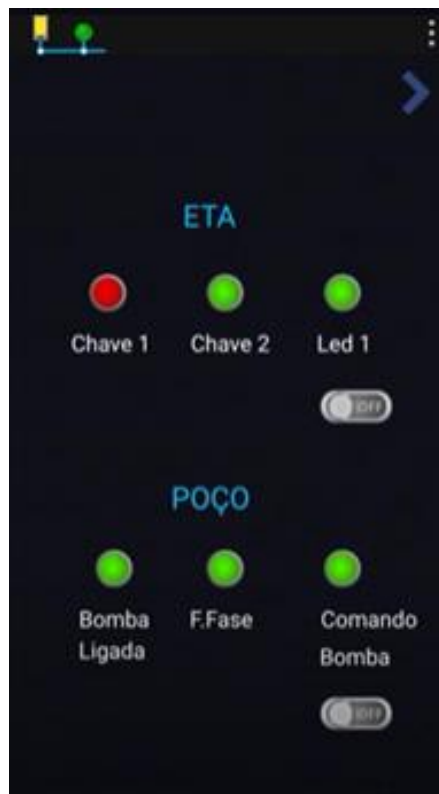 ETA
Chave 1 Chave 2 Led 1
OFF
POÇO
Bomba F.Fase Comando
Ligada Bomba
OFF